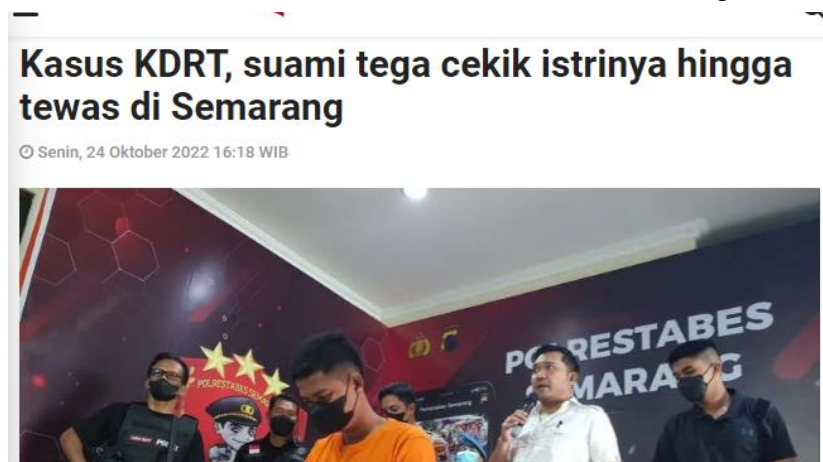 Kasus KDRT, suami tega cekik istrinya hingga
tewas di Semarang
Senin, 24 Oktober 2022 16:18 WIB
POLRESTABES
POLRESTABES SEMARANG